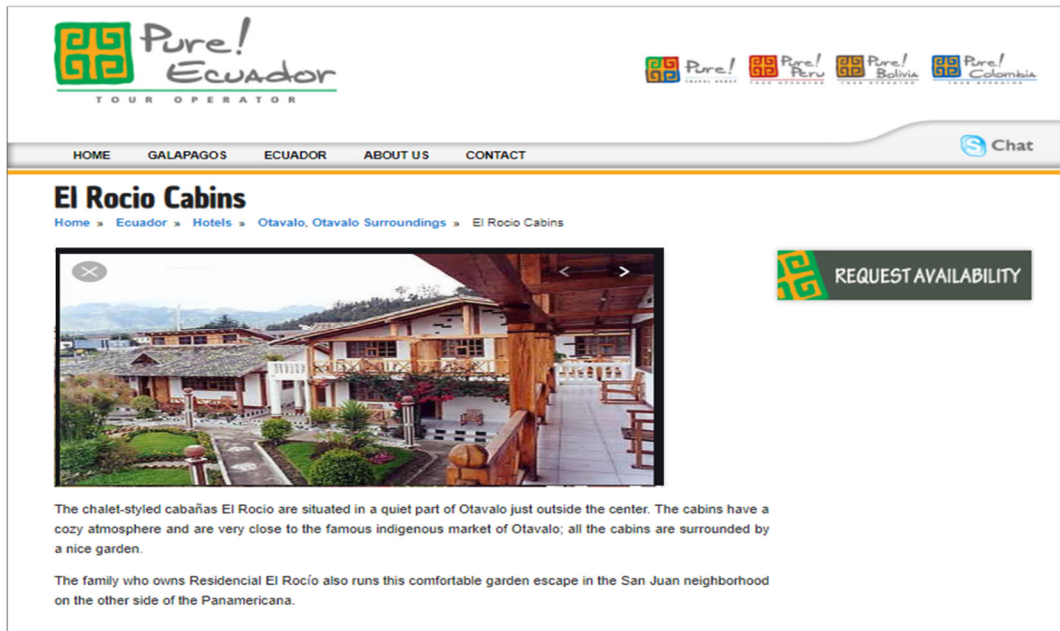 Pure!
Ecuador
TOUR OPERATOR
Pure!
Pure!
Peru
Pure!
Bolivia
Pure!
Colombia
Chat
HOME GALAPAGOS ECUADOR ABOUT US CONTACT
El Rocio Cabins
Home » Ecuador » Hotels » Otavalo, Otavalo Surroundings » El Rocio Cabins
REQUEST AVAILABILITY
The chalet-styled cabañas El Rocio are situated in a quiet part of Otavalo just outside the center. The cabins have a
cozy atmosphere and are very close to the famous indigenous market of Otavalo; all the cabins are surrounded by
a nice garden.
The family who owns Residencial El Rocío also runs this comfortable garden escape in the San Juan neighborhood
on the other side of the Panamericana.